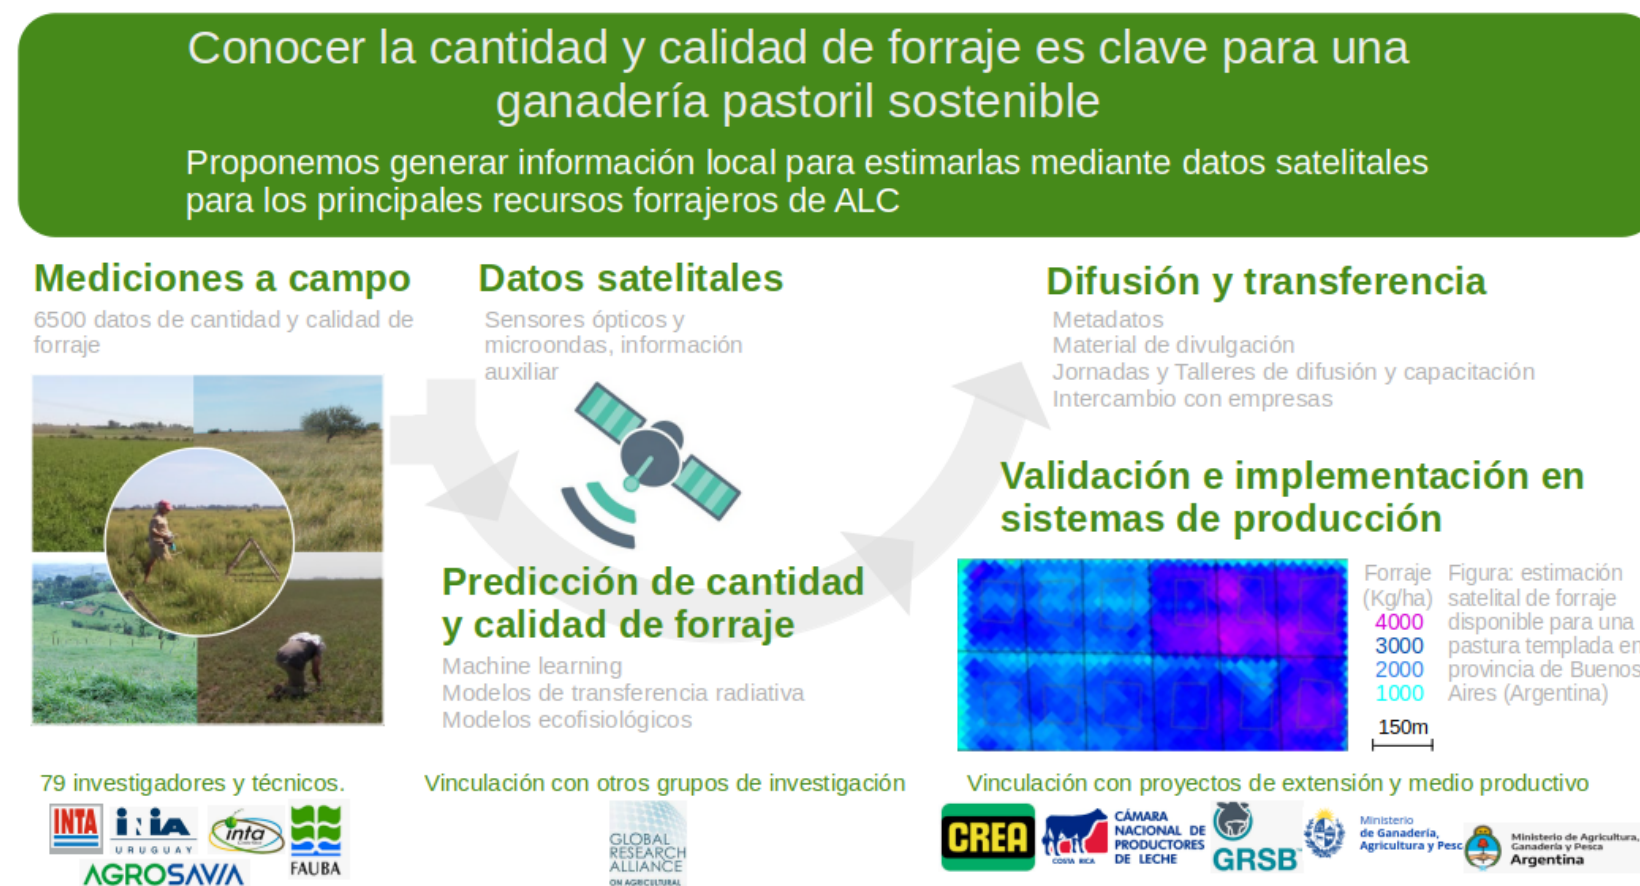 Conocer la cantidad y calidad de forraje es clave para una
ganadería pastoril sostenible
Proponemos generar información local para estimarlas mediante datos satelitales
para los principales recursos forrajeros de ALC
Mediciones a campo
6500 datos de cantidad y calidad de
forraje
Datos satelitales
Sensores ópticos y
microondas, información
auxiliar
Predicción de cantidad
y calidad de forraje
Machine learning
Modelos de transferencia radiativa
Modelos ecofisiológicos
Difusión y transferencia
Metadatos
Material de divulgación
Jornadas y Talleres de difusión y capacitación
Intercambio con empresas
Validación e implementación en
sistemas de producción
Forraje
(Kg/ha)
4000
3000
2000
1000
150m
Figura: estimación
satelital de forraje
disponible para una
pastura templada en
provincia de Buenos
Aires (Argentina)
79 investigadores y técnicos.
INTA
inia
URUGUAY
inta
FAUBA
AGROSAVIA
Vinculación con otros grupos de investigación
GLOBAL
RESEARCH
ALLIANCE
ON AGRICULTURAL
Vinculación con proyectos de extensión y medio productivo
CREA
COSTA RICA
CÁMARA
NACIONAL DE
PRODUCTORES
DE LECHE
GRSB
Ministerio
de Ganadería,
Agricultura y Pesc
Ministerio de Agricultura,
Ganadería y Pesca
Argentina